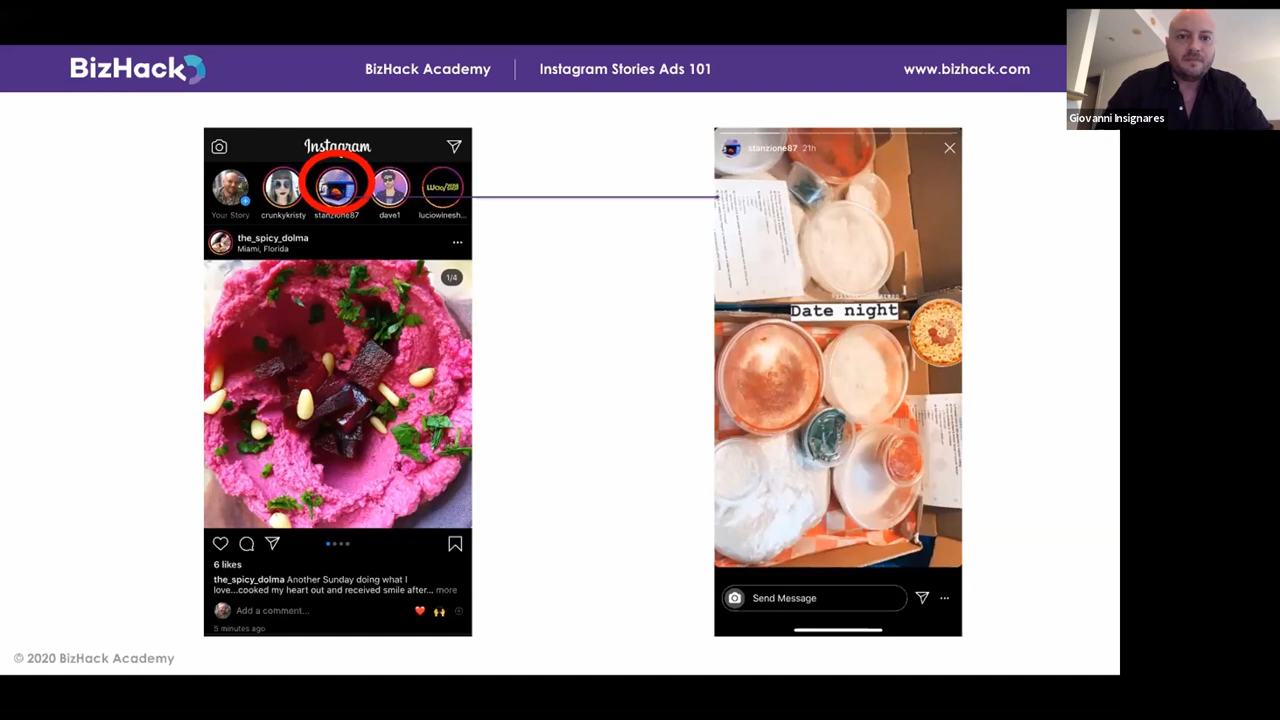 BizHack
BizHack Academy
Instagram Stories Ads 101
www.bizhack.com
Giovanni Insignares
Instagram
Your Story
crunkykristy
stanzione87
dave1
luciowinesh...
the_spicy_dolma
Miami, Florida
1/4
6 likes
the_spicy_dolma Another Sunday doing what I
love...cooked my heart out and received smile after... more
Add a comment...
5 minutes ago
stanzione87 21h
Date night
Send Message
© 2020 BizHack Academy